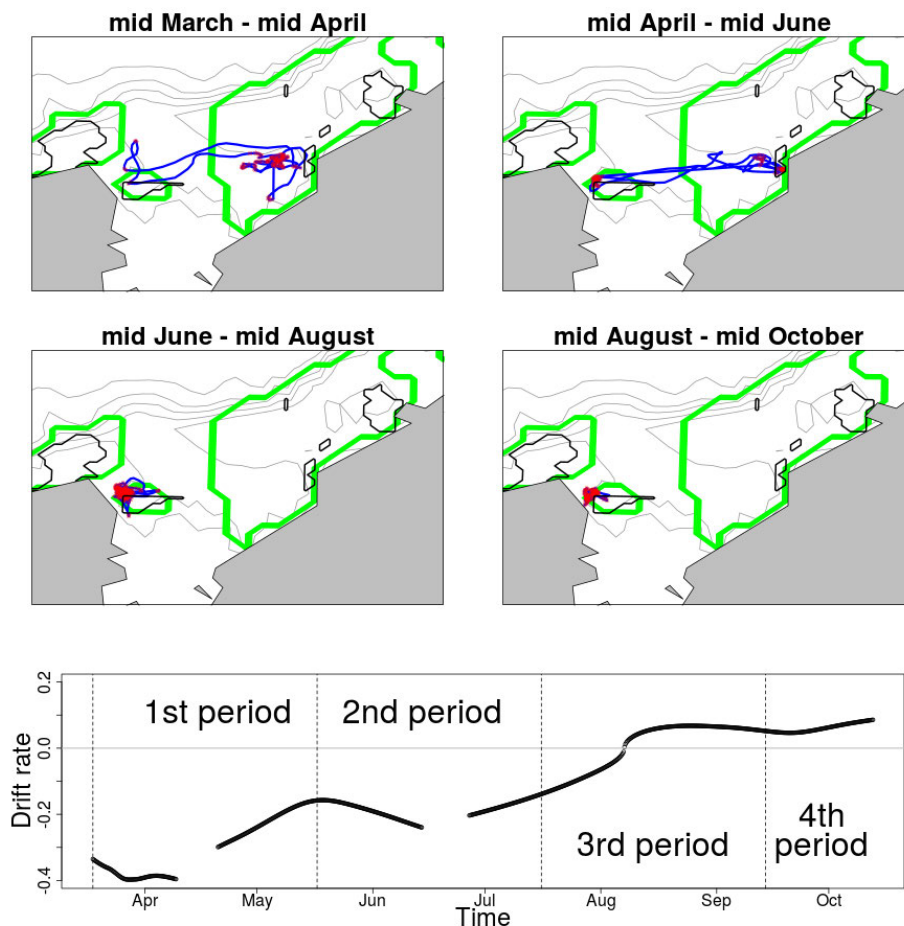 mid March - mid April
mid April - mid June
mid June - mid August
mid August - mid October
0.2
0.0
-0.2
-0.4
Drift rate
1st period
2nd period
3rd period
4th
period
Apr
May
Jun
Jul
Aug
Sep
Oct
Time